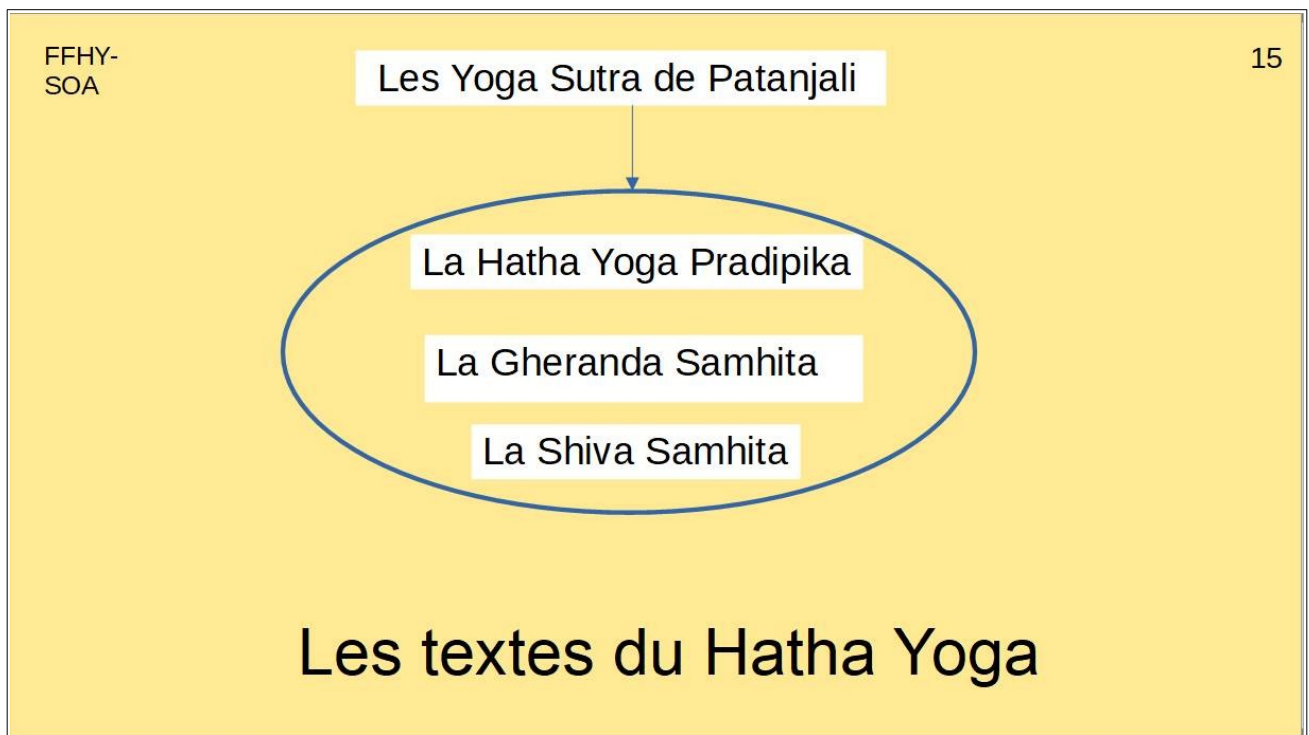 FFHY-
SOA
15
Les Yoga Sutra de Patanjali
La Hatha Yoga Pradipika
La Gheranda Samhita
La Shiva Samhita
Les textes du Hatha Yoga